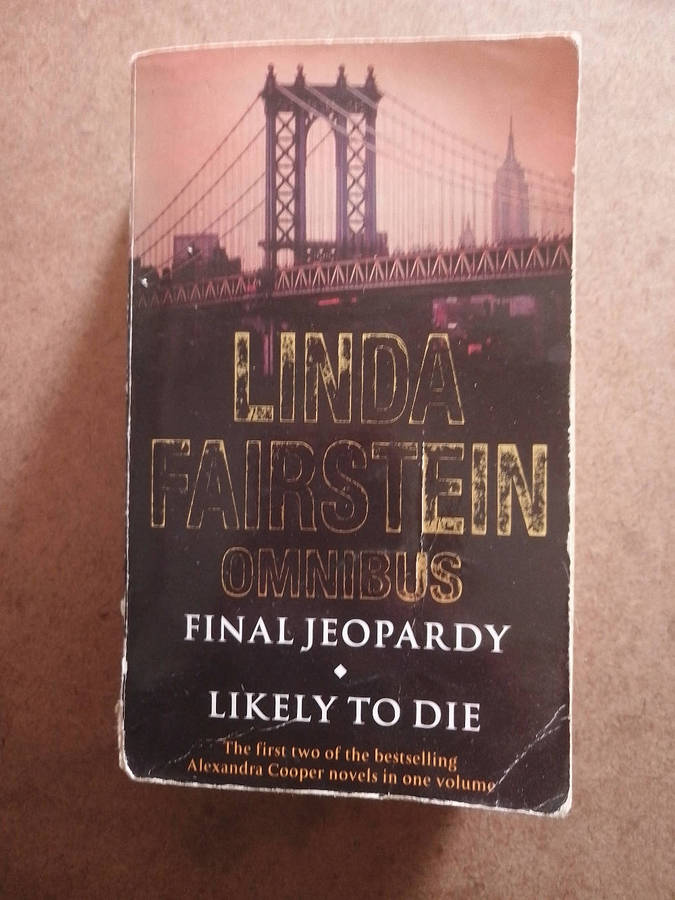 LINDA
FAIRSTEIN
OMNIBUS
FINAL JEOPARDY
LIKELY TO DIE
The first two of the bestselling
Alexandra Cooper novels in one volume